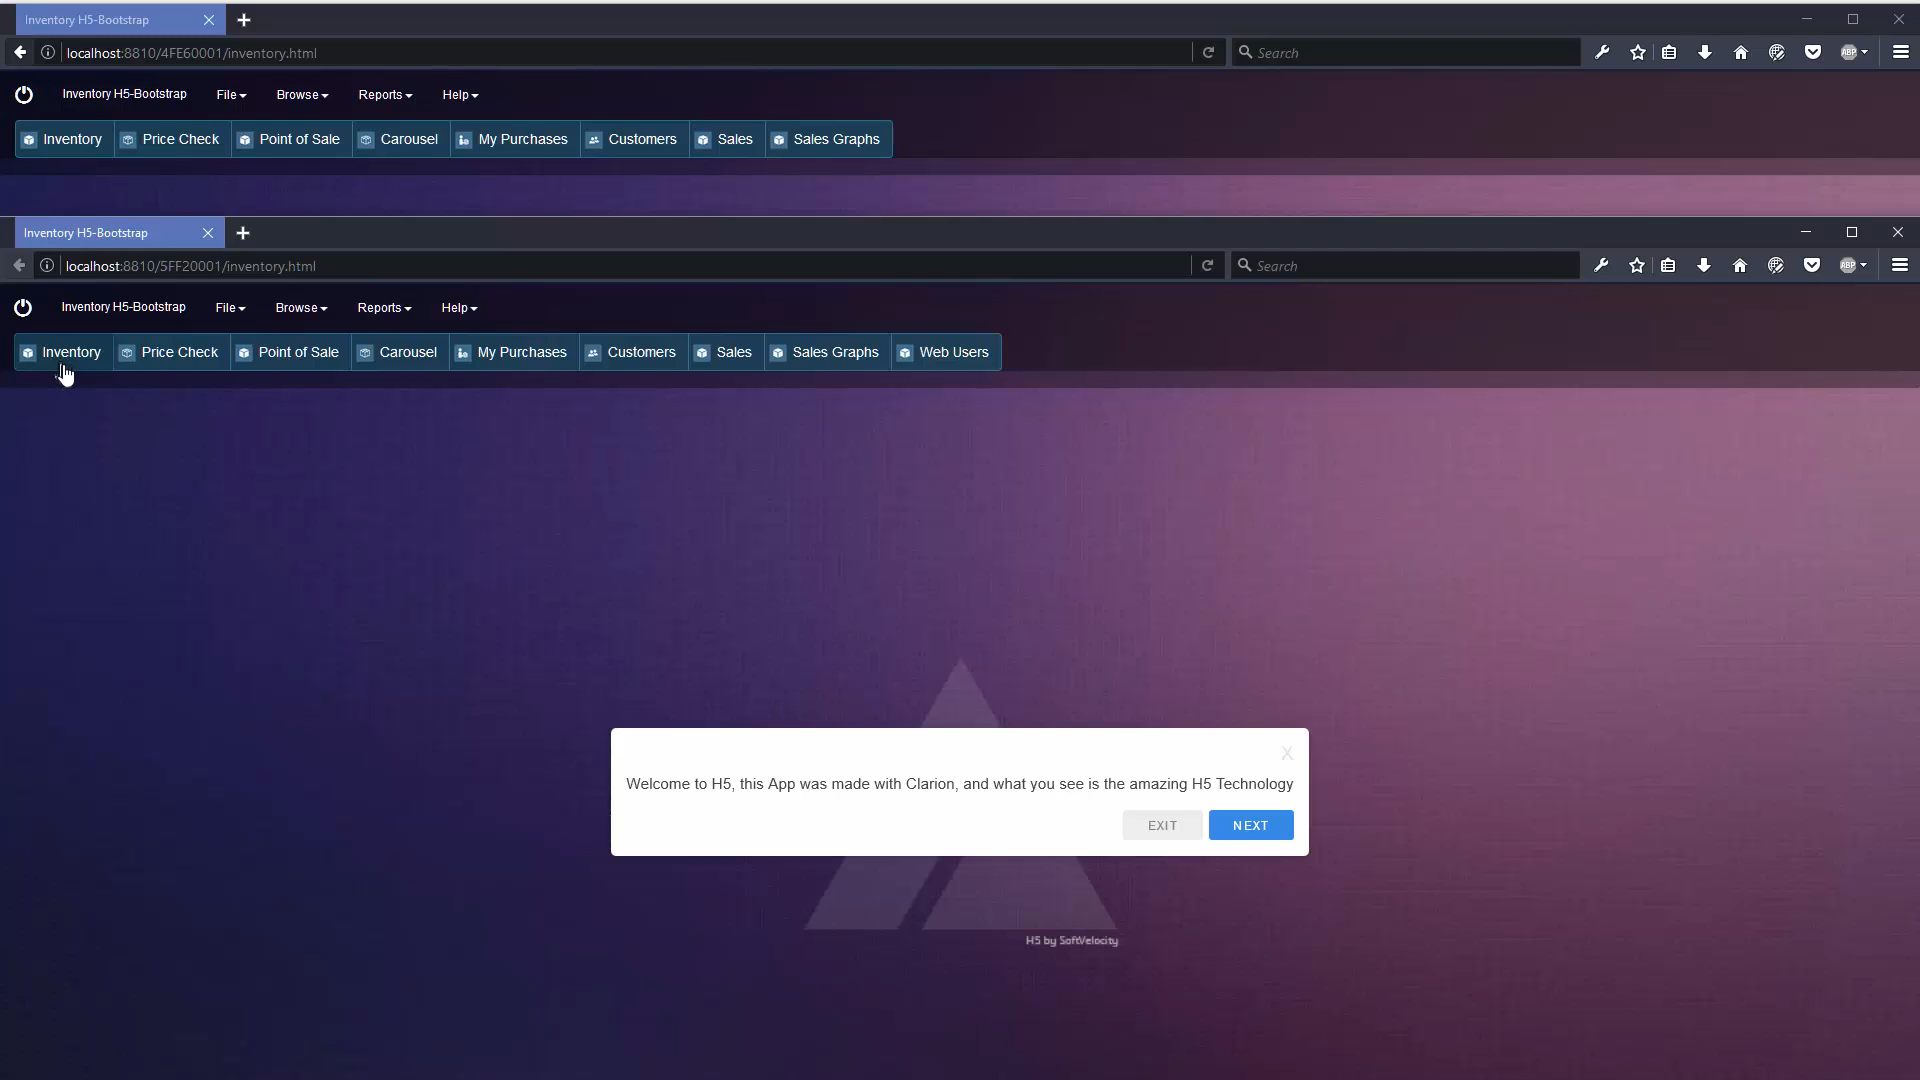 Inventory H5-Bootstrap
localhost:8810/4FE60001/inventory.html
Search
ABP
Inventory H5-Bootstrap File Browse Reports Help
Inventory Price Check Point of Sale Carousel My Purchases Customers Sales Sales Graphs
Inventory H5-Bootstrap
localhost:8810/5FF20001/inventory.html
Search
ABP
Inventory H5-Bootstrap File Browse Reports Help
Inventory Price Check Point of Sale Carousel My Purchases Customers Sales Sales Graphs Web Users
X
Welcome to H5, this App was made with Clarion, and what you see is the amazing H5 Technology
EXIT NEXT
H5 by SoftVelocity